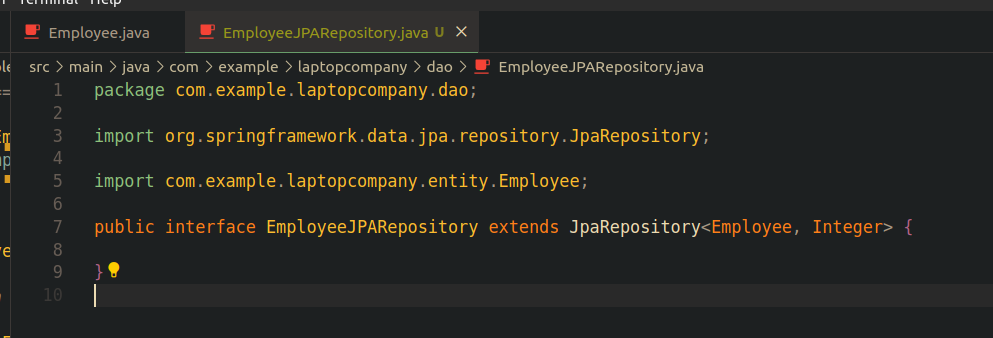 Terminal Help
Employee.java EmployeeJPARepository.java U
src > main > java > com > example > laptopcompany > dao > EmployeeJPARepository.java
1 package com.example.laptopcompany.dao;
2
3 import org.springframework.data.jpa.repository.JpaRepository;
4
5 import com.example.laptopcompany.entity.Employee;
6
7 public interface EmployeeJPARepository extends JpaRepository<Employee, Integer> {
8
9 }
10